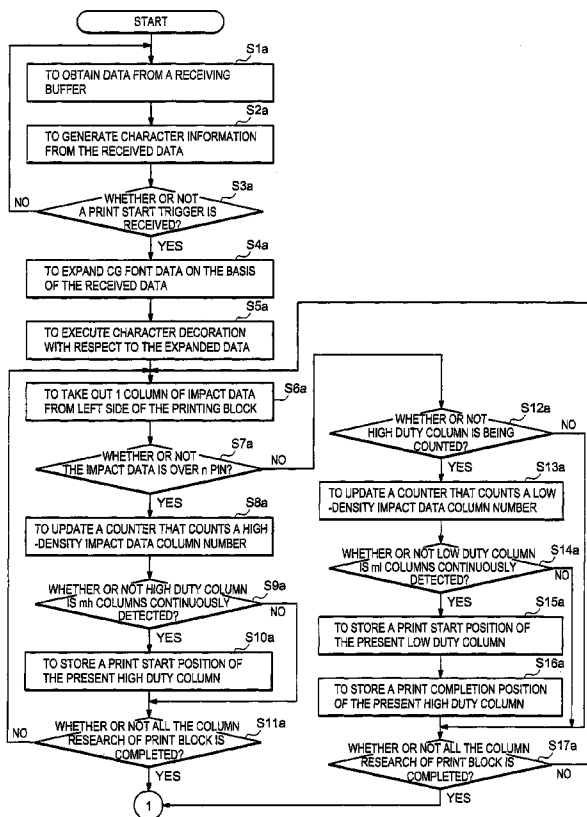 START
S1a
TO OBTAIN DATA FROM A RECEIVING
BUFFER
S2a
TO GENERATE CHARACTER INFORMATION
FROM THE RECEIVED DATA
S3a
WHETHER OR NOT
A PRINT START TRIGGER IS
RECEIVED?
NO
YES
S4a
TO EXPAND CG FONT DATA ON THE BASIS
OF THE RECEIVED DATA
S5a
TO EXECUTE CHARACTER DECORATION
WITH RESPECT TO THE EXPANDED DATA
TO TAKE OUT 1 COLUMN OF IMPACT DATA
FROM LEFT SIDE OF THE PRINTING BLOCK
S6a
S7a
WHETHER OR NOT
THE IMPACT DATA IS OVER n PIN?
NO
YES
S8a
TO UPDATE A COUNTER THAT COUNTS A HIGH
-DENSITY IMPACT DATA COLUMN NUMBER
WHETHER OR NOT HIGH DUTY COLUMN
IS mh COLUMNS CONTINUOUSLY
DETECTED?
S9a
NO
YES
S10a
TO STORE A PRINT START POSITION OF
THE PRESENT HIGH DUTY COLUMN
WHETHER OR NOT ALL THE COLUMN
RESEARCH OF PRINT BLOCK IS
COMPLETED?
S11a
NO
YES
1
S12a
WHETHER OR NOT
HIGH DUTY COLUMN IS BEING
COUNTED?
NO
YES
S13a
TO UPDATE A COUNTER THAT COUNTS A LOW
-DENSITY IMPACT DATA COLUMN NUMBER
S14a
WHETHER OR NOT LOW DUTY COLUMN
IS ml COLUMNS CONTINUOUSLY
DETECTED?
NO
YES
S15a
TO STORE A PRINT START POSITION OF
THE PRESENT LOW DUTY COLUMN
S16a
TO STORE A PRINT COMPLETION POSITION
OF THE PRESENT HIGH DUTY COLUMN
S17a
WHETHER OR NOT ALL THE COLUMN
RESEARCH OF PRINT BLOCK IS
COMPLETED?
NO
YES